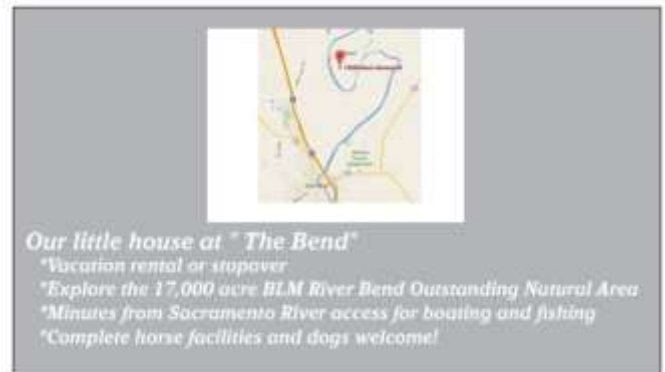 Our little house at " The Bend"
*Vacation rental or stopover
*Explore the 17,000 acre BLM River Bend Outstanding Natural Area
*Minutes from Sacramento River access for boating and fishing
*Complete horse facilities and dogs welcome!